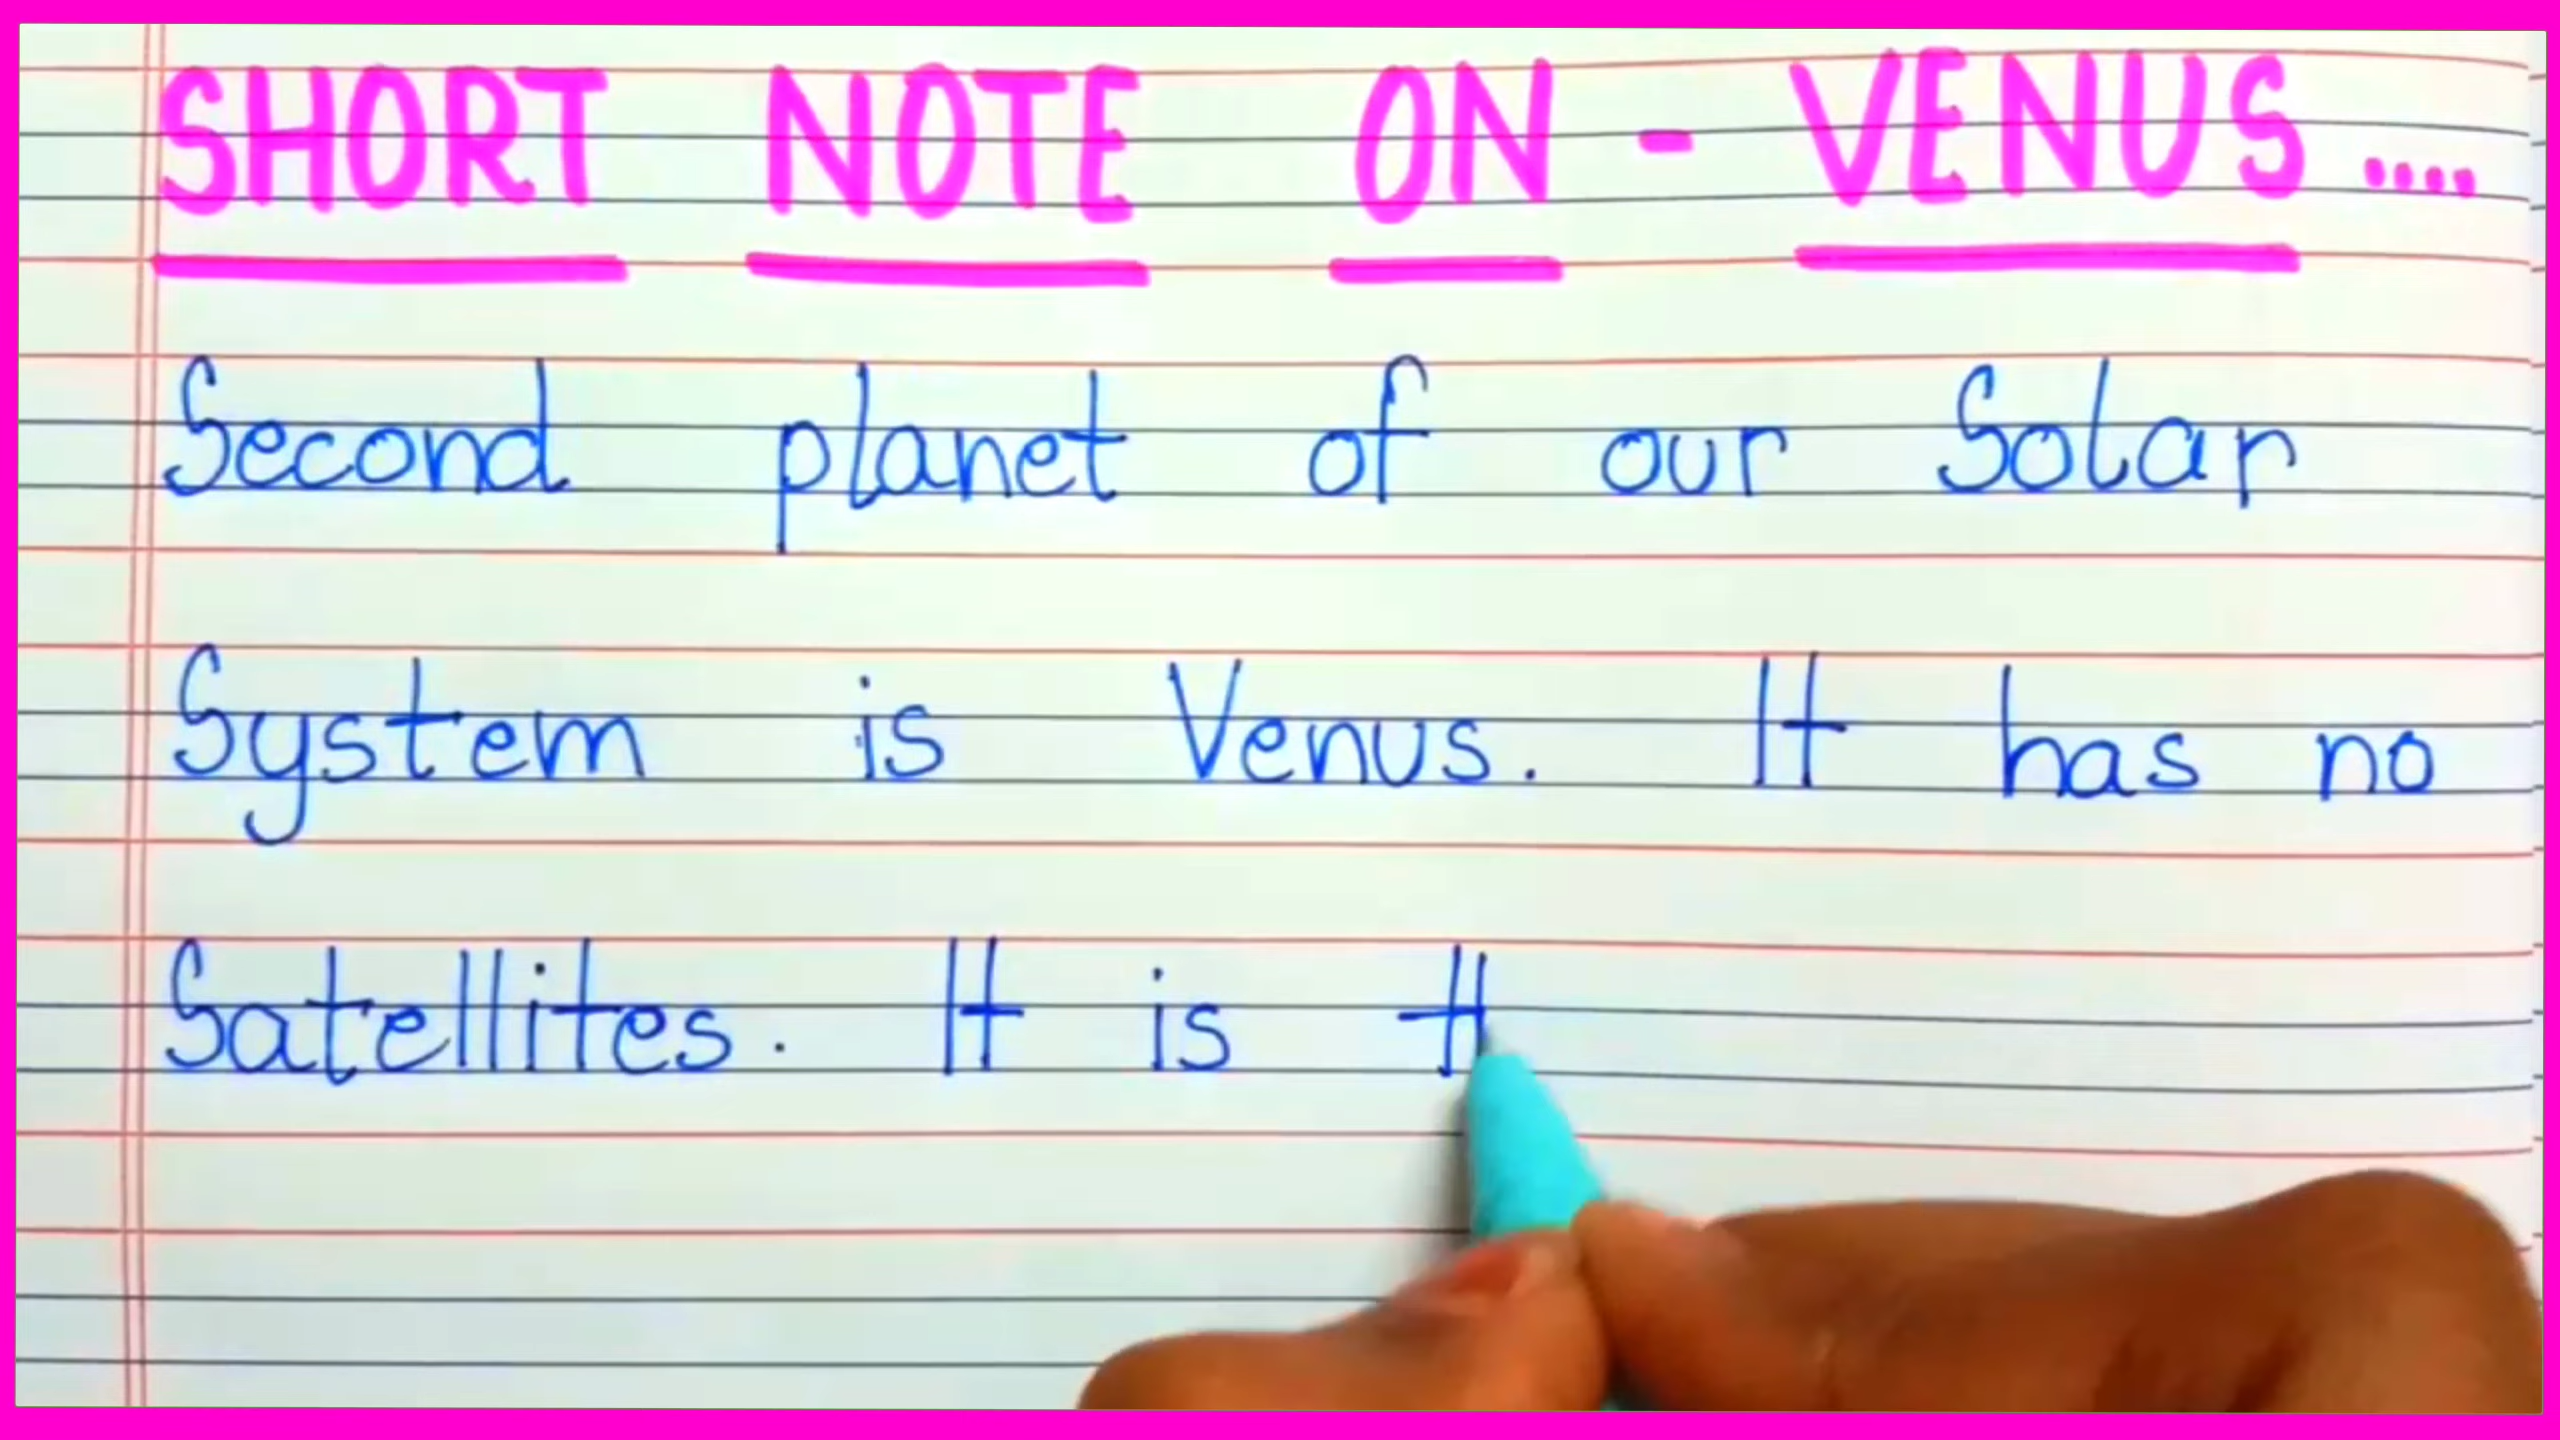 SHORT NOTE ON - VENUS....
Second planet of our Solar
System is Venus. It has no
Satellites. It is